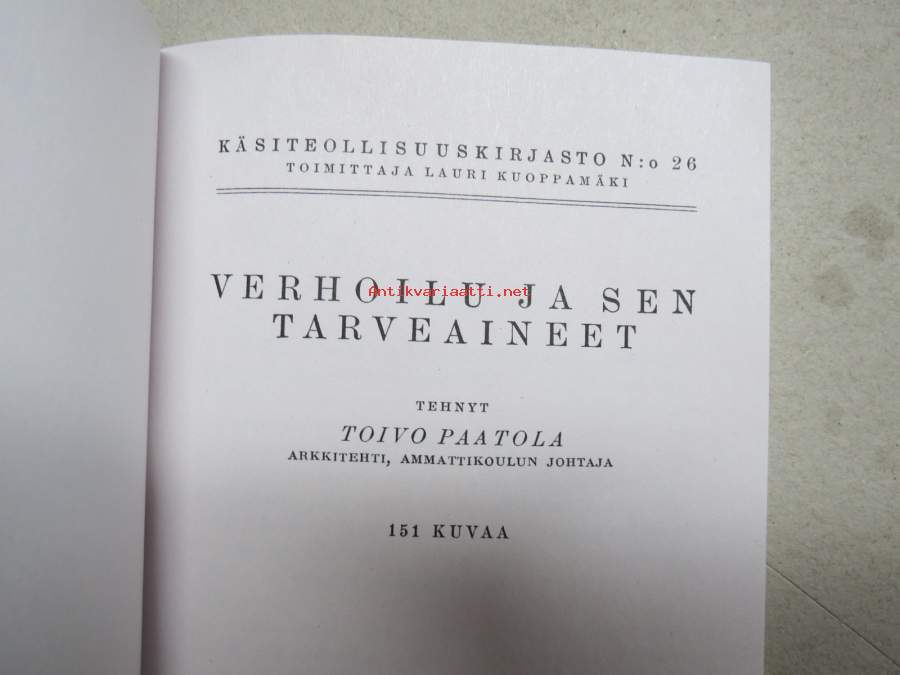 KÄSITEOLLISUUSKIRJASTO N:o 26
TOIMITTAJA LAURI KUOPPAMÄKI
VERHOILU JA SEN
Antikvariaatti.net
TARVEAINEET
TEHNYT
TOIVO PAATOLA
ARKKITEHTI, AMMATTIKOULUN JOHTAJA
151 KUVAA